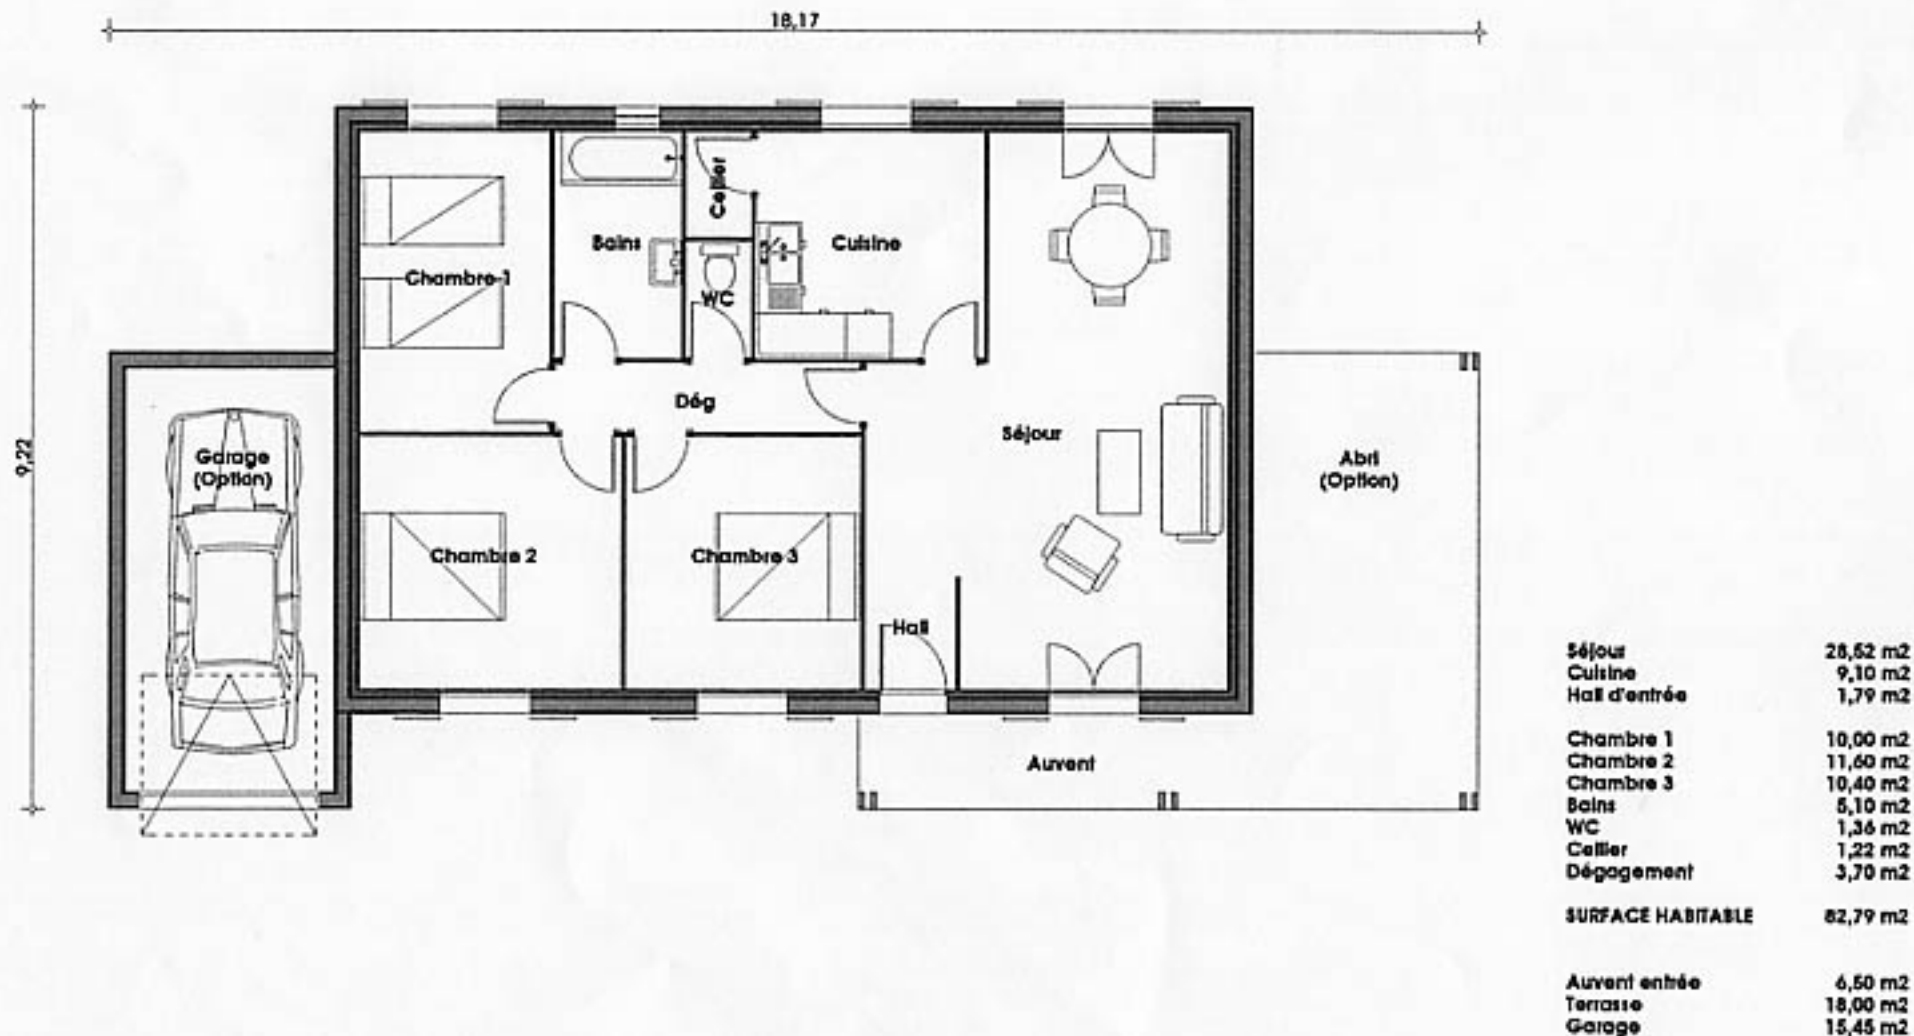 18,17
9,22
Cellier
Bains
Cuisine
Chambre 1
WC
Dég
Séjour
Garage
(Option)
Abri
(Option)
Chambre 2
Chambre 3
Hall
Auvent
Séjour 28,52 m2
Cuisine 9,10 m2
Hall d'entrée 1,79 m2
Chambre 1 10,00 m2
Chambre 2 11,60 m2
Chambre 3 10,40 m2
Bains 5,10 m2
WC 1,36 m2
Cellier 1,22 m2
Dégagement 3,70 m2
SURFACE HABITABLE 82,79 m2
Auvent entrée 6,50 m2
Terrasse 18,00 m2
Garage 15,45 m2